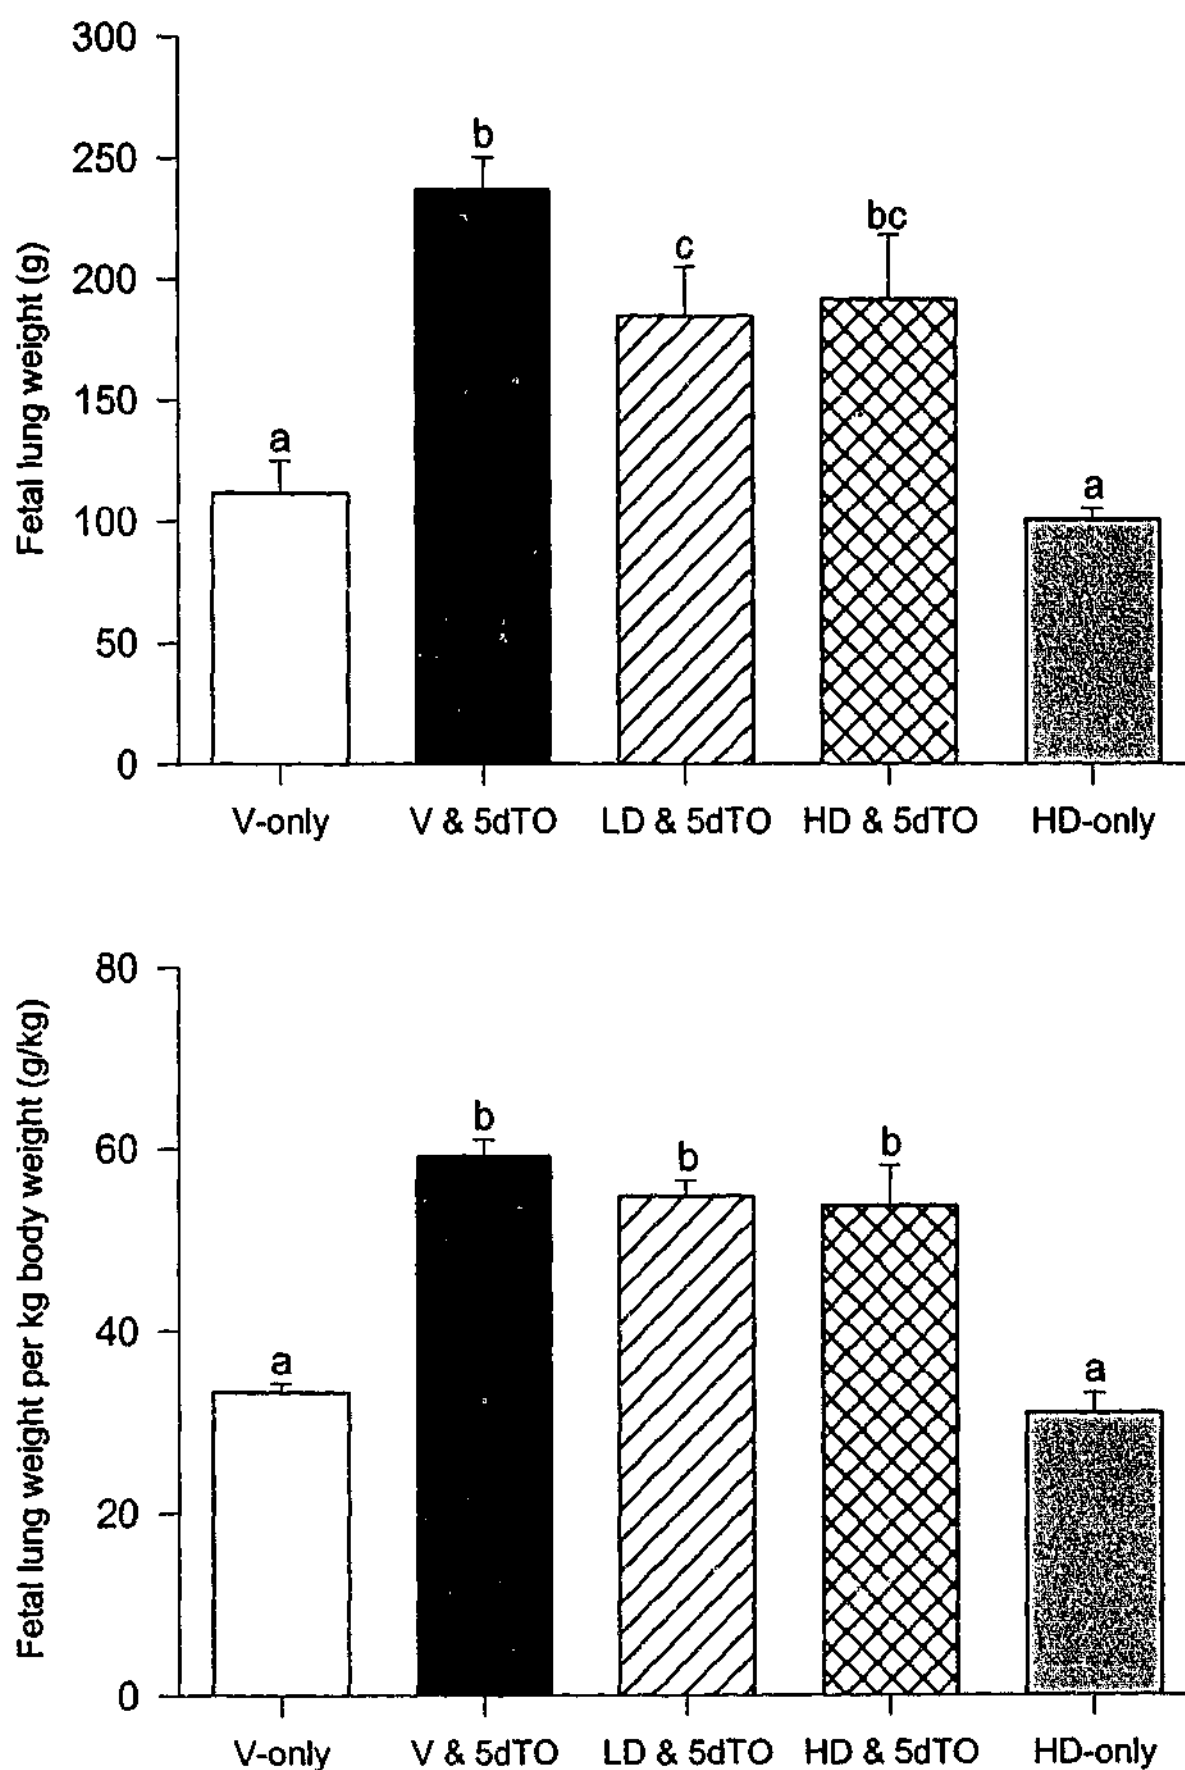 Fetal lung weight (g)
300
250
200
150
100
50
0
a
b
c
bc
a
V-only V & 5dTO LD & 5dTO HD & 5dTO HD-only
Fetal lung weight per kg body weight (g/kg)
80
60
40
20
0
a
b
b
b
a
V-only V & 5dTO LD & 5dTO HD & 5dTO HD-only